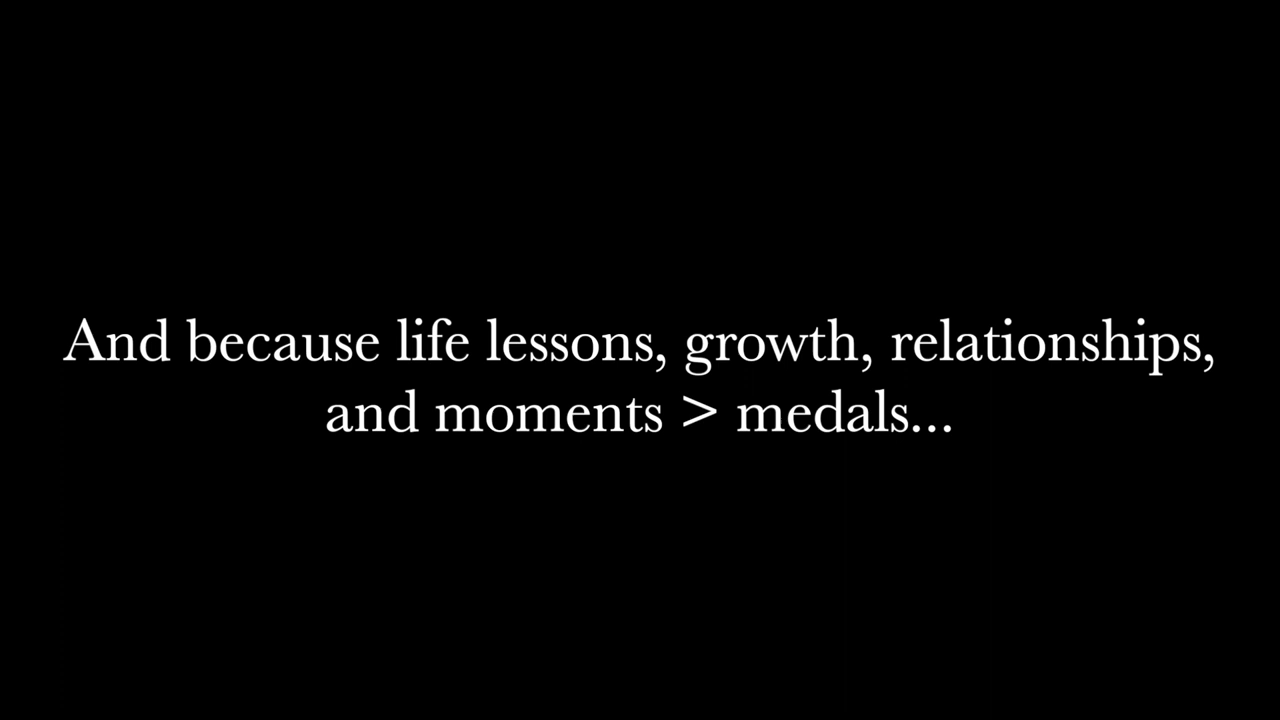 And because life lessons, growth, relationships,
and moments > medals...